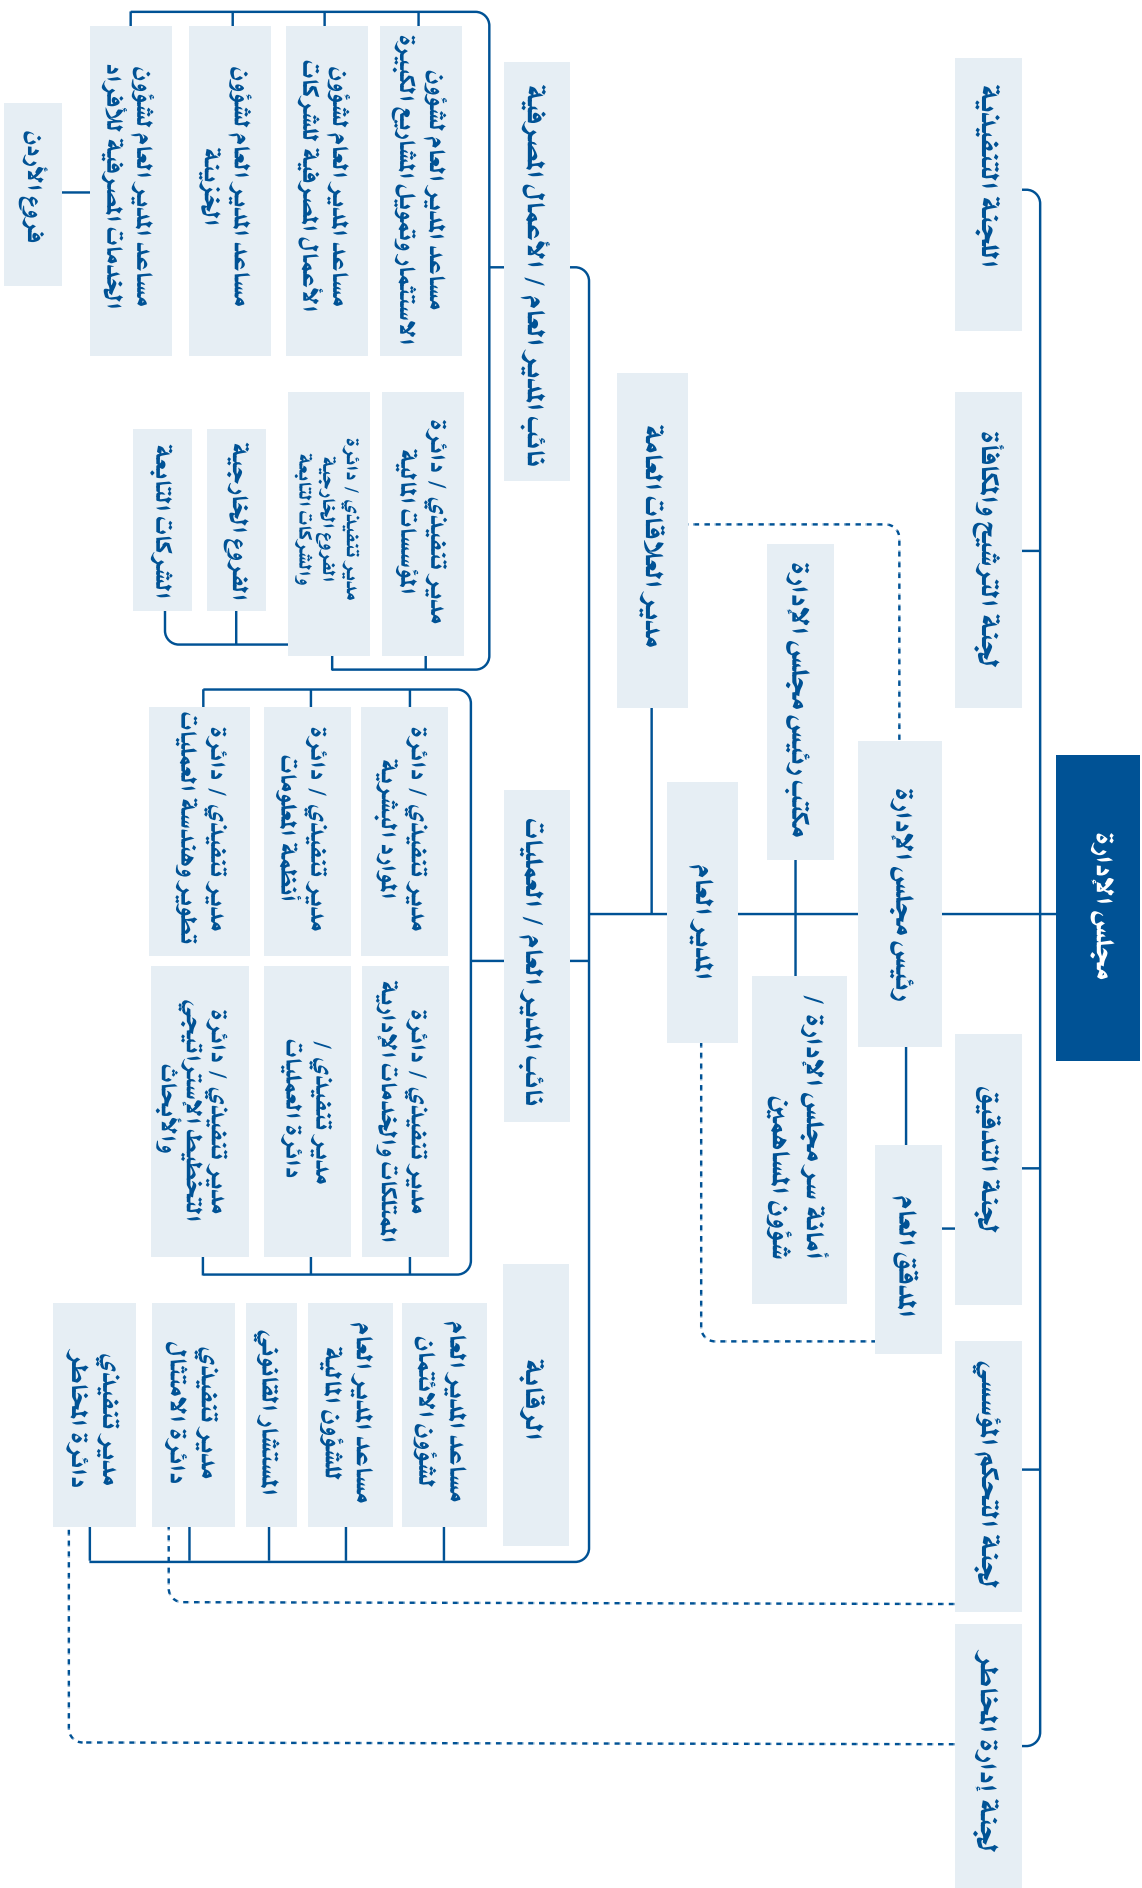 مجلس الإدارة
لجنة إدارة المخاطر
لجنة التحكم المؤسسي
لجنة التدقيق
لجنة الترشيح والمكافأة
اللجنة التنفيذية
رئيس مجلس الإدارة
المدقق العام
أمانة سر مجلس الإدارة /
شؤون المساهمين
مكتب رئيس مجلس الإدارة
المدير العام
مدير العلاقات العامة
الرقابة
نائب المدير العام / العمليات
نائب المدير العام / الأعمال المصرفية
مساعد المدير العام
لشؤون الائتمان
مساعد المدير العام
للشؤون المالية
المستشار القانوني
مدير تنفيذي
دائرة الامتثال
مدير تنفيذي
دائرة المخاطر
مدير تنفيذي / دائرة
الممتلكات والخدمات الإدارية
مدير تنفيذي /
دائرة العمليات
مدير تنفيذي / دائرة
التخطيط الإستراتيجي
والأبحاث
مدير تنفيذي / دائرة
الموارد البشرية
مدير تنفيذي / دائرة
أنظمة المعلومات
مدير تنفيذي / دائرة
تطوير وهندسة العمليات
مدير تنفيذي / دائرة
المؤسسات المالية
مدير تنفيذي / دائرة
الفروع الخارجية
والشركات التابعة
الفروع الخارجية
الشركات التابعة
مساعد المدير العام لشؤون
الاستثمار وتمويل المشاريع الكبيرة
مساعد المدير العام لشؤون
الأعمال المصرفية للشركات
مساعد المدير العام لشؤون
الخزينة
مساعد المدير العام لشؤون
الخدمات المصرفية للأفراد
فروع الأردن